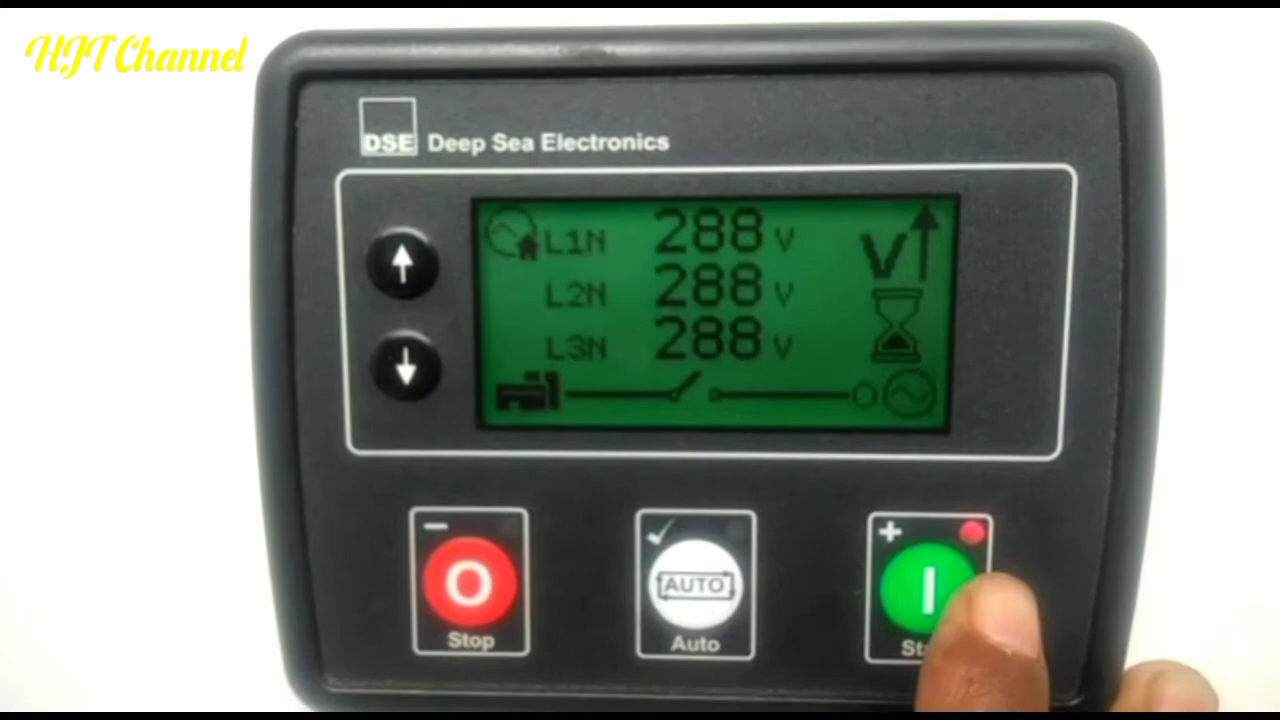 HJT Channel
DSE Deep Sea Electronics
L1N 288 V
V
L2N 288 V
L3N 288 V
Stop
AUTO
Auto